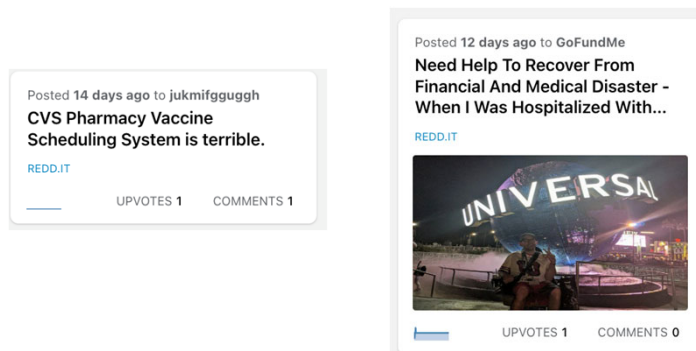 Posted 14 days ago to jukmifgguggh
CVS Pharmacy Vaccine
Scheduling System is terrible.
REDD.IT
UPVOTES 1 COMMENTS 1
Posted 12 days ago to GoFundMe
Need Help To Recover From
Financial And Medical Disaster -
When I Was Hospitalized With...
REDD.IT
UNIVERSAL
UPVOTES 1 COMMENTS 0